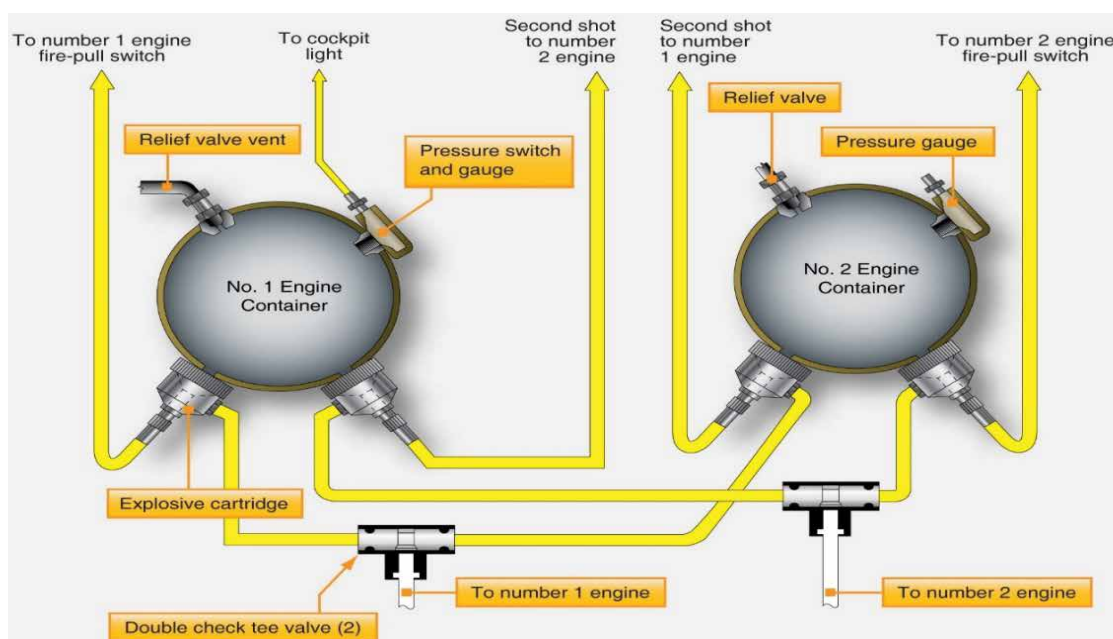 To number 1 engine
fire-pull switch
To cockpit
light
Second shot
to number
2 engine
Second shot
to number
1 engine
To number 2 engine
fire-pull switch
Relief valve vent
Pressure switch
and gauge
Relief valve
Pressure gauge
No. 1 Engine
Container
No. 2 Engine
Container
Explosive cartridge
To number 1 engine
To number 2 engine
Double check tee valve (2)